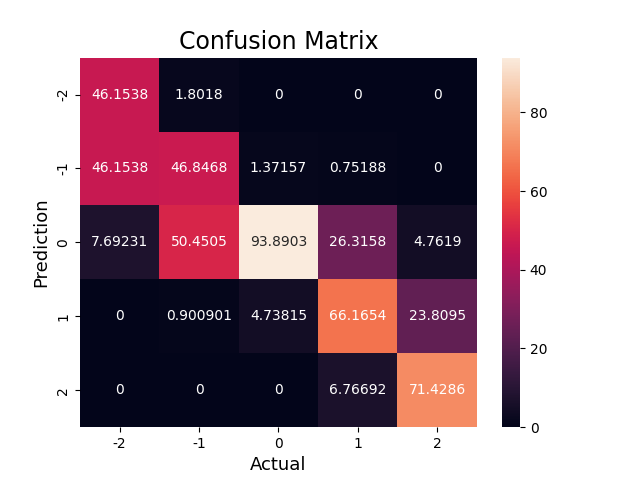 Confusion Matrix
-2 46.1538 1.8018 0 0 0
-1 46.1538 46.8468 1.37157 0.75188 0
0 7.69231 50.4505 93.8903 26.3158 4.7619
1 0 0.900901 4.73815 66.1654 23.8095
2 0 0 0 6.76692 71.4286
-2 -1 0 1 2
Actual
Prediction
80
60
40
20
0